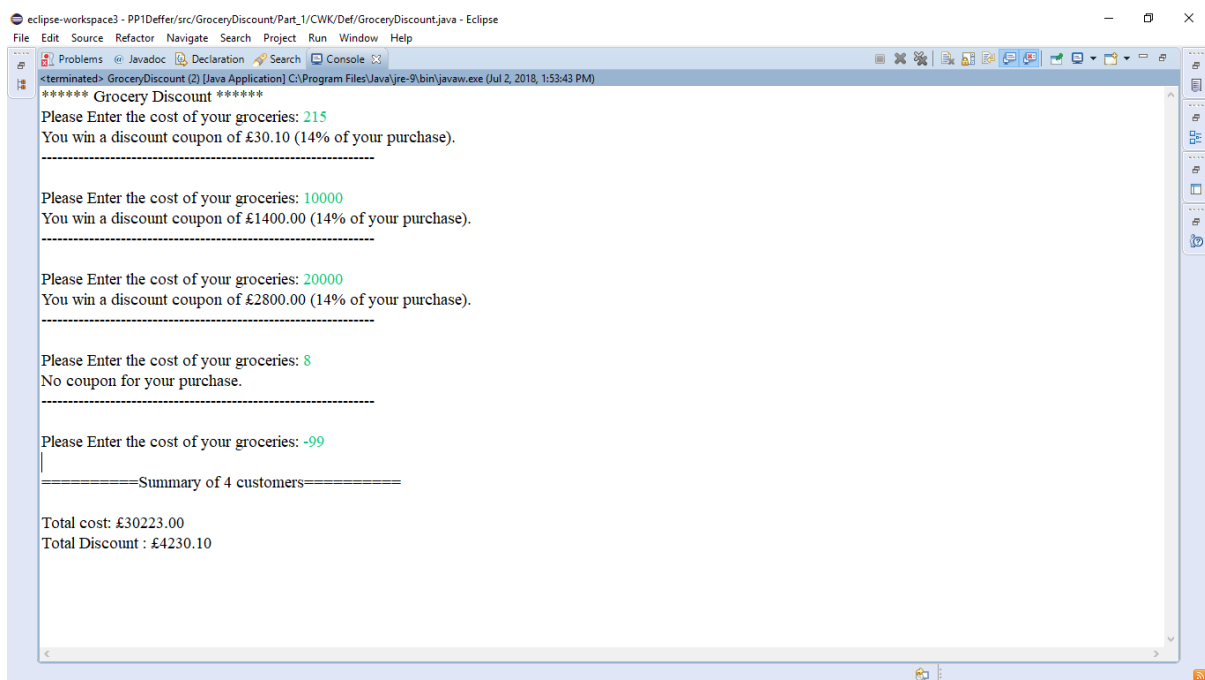 eclipse-workspace3 - PP1Deffer/src/GroceryDiscount/Part_1/CWK/Def/GroceryDiscount.java - Eclipse
File Edit Source Refactor Navigate Search Project Run Window Help
Problems @ Javadoc Declaration Search Console
<terminated> GroceryDiscount (2) [Java Application] C:\Program Files\Java\jre-9\bin\javaw.exe (Jul 2, 2018, 1:53:43 PM)
****** Grocery Discount ******
Please Enter the cost of your groceries: 215
You win a discount coupon of £30.10 (14% of your purchase).
---------------------------------------------------------------
Please Enter the cost of your groceries: 10000
You win a discount coupon of £1400.00 (14% of your purchase).
---------------------------------------------------------------
Please Enter the cost of your groceries: 20000
You win a discount coupon of £2800.00 (14% of your purchase).
---------------------------------------------------------------
Please Enter the cost of your groceries: 8
No coupon for your purchase.
---------------------------------------------------------------
Please Enter the cost of your groceries: -99
==========Summary of 4 customers==========
Total cost: £30223.00
Total Discount : £4230.10